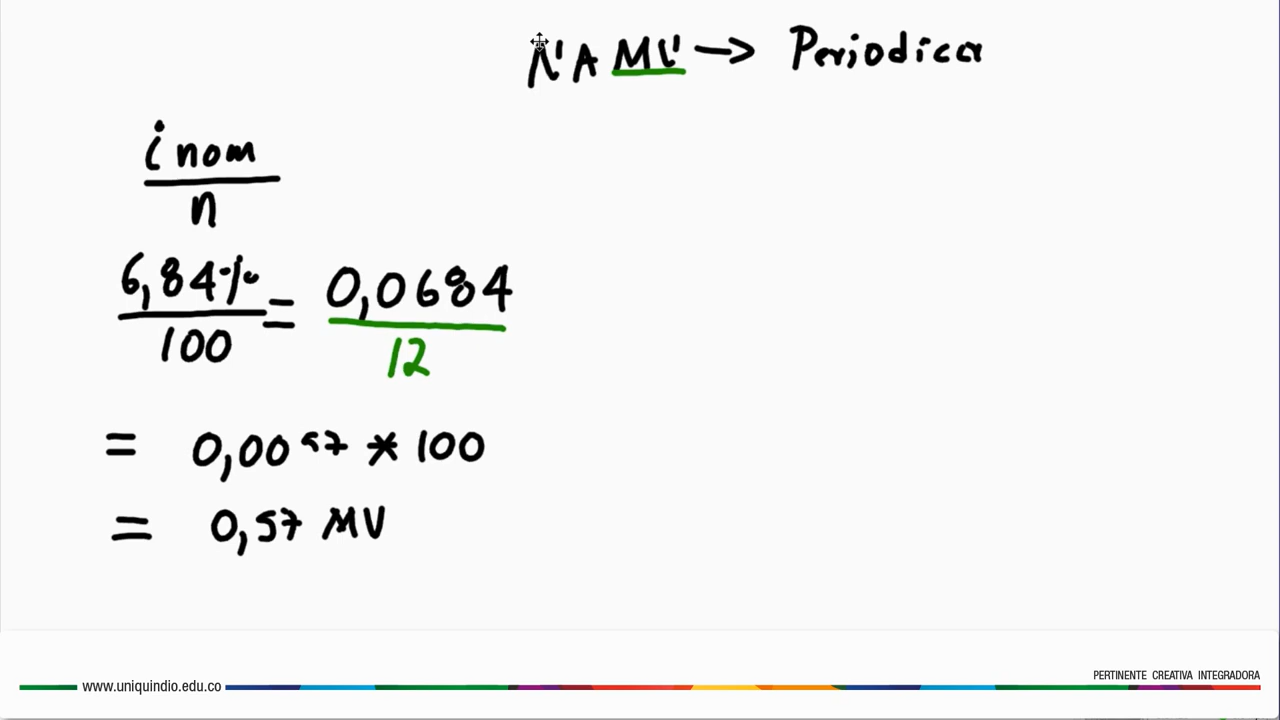 NAMV → Periodica
i nom
n
6,84% = 0,0684
100
12
= 0,0057 * 100
= 0,57 MV
PERTINENTE CREATIVA INTEGRADORA
www.uniquindio.edu.co